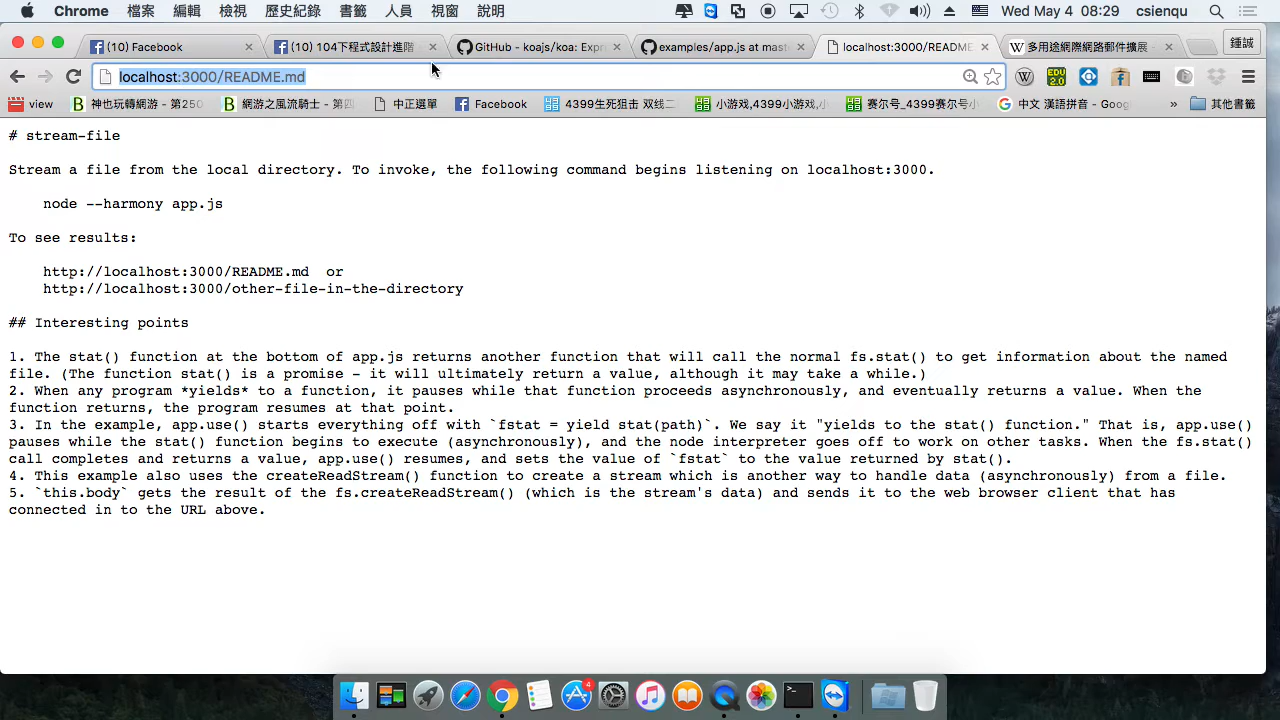 Chrome 檔案 編輯 檢視 歷史紀錄 書籤 人員 視窗 說明 Wed May 4 08:29 csienqu
(10) Facebook (10) 104下程式設計進階 GitHub - koajs/koa: Expr examples/app.js at mast localhost:3000/README 多用途網際網路郵件擴展 鍾誠
localhost:3000/README.md
view 神也玩轉網游 - 第250 網游之風流騎士 - 第四 中正選單 Facebook 4399生死狙击 双线二 小游戏,4399小游戏,小 赛尔号_4399赛尔号小 中文 漢語拼音 - Goog » 其他書籤
# stream-file
Stream a file from the local directory. To invoke, the following command begins listening on localhost:3000.
node --harmony app.js
To see results:
http://localhost:3000/README.md or
http://localhost:3000/other-file-in-the-directory
## Interesting points
1. The stat() function at the bottom of app.js returns another function that will call the normal fs.stat() to get information about the named
file. (The function stat() is a promise - it will ultimately return a value, although it may take a while.)
2. When any program *yields* to a function, it pauses while that function proceeds asynchronously, and eventually returns a value. When the
function returns, the program resumes at that point.
3. In the example, app.use() starts everything off with `fstat = yield stat(path)`. We say it "yields to the stat() function." That is, app.use()
pauses while the stat() function begins to execute (asynchronously), and the node interpreter goes off to work on other tasks. When the fs.stat()
call completes and returns a value, app.use() resumes, and sets the value of `fstat` to the value returned by stat().
4. This example also uses the createReadStream() function to create a stream which is another way to handle data (asynchronously) from a file.
5. `this.body` gets the result of the fs.createReadStream() (which is the stream's data) and sends it to the web browser client that has
connected in to the URL above.